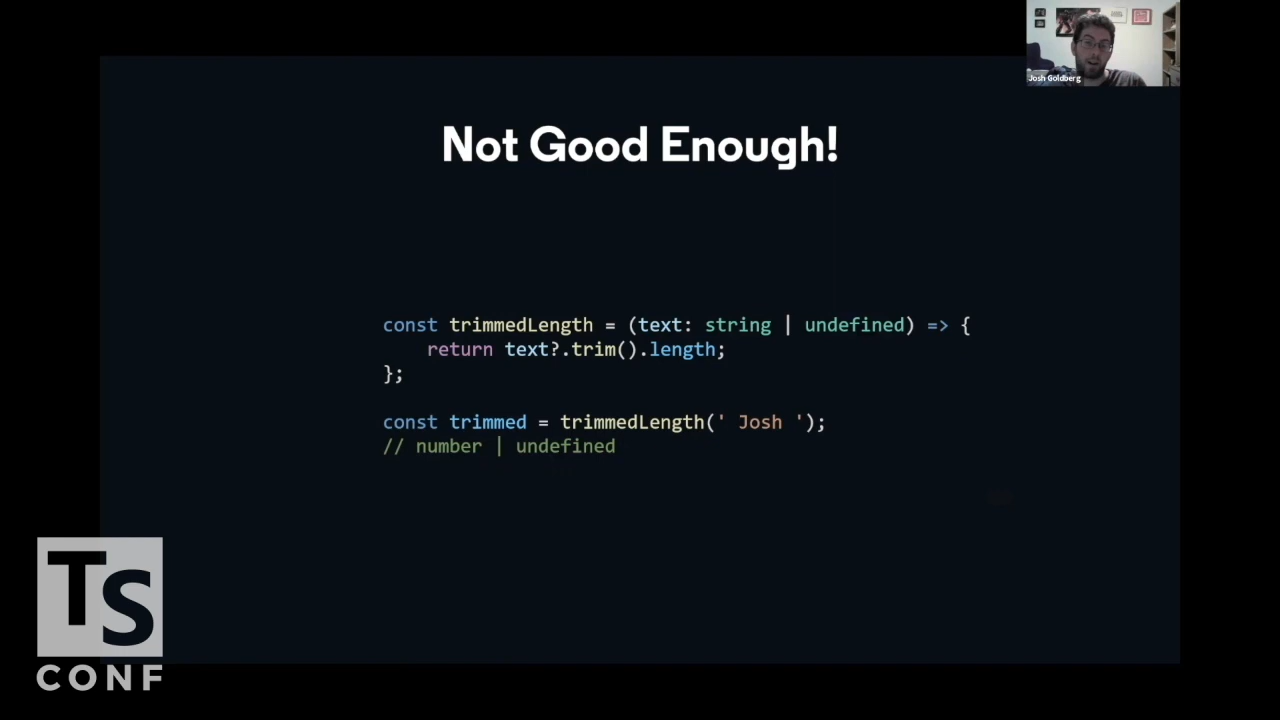 Josh Goldberg
Not Good Enough!
const trimmedLength = (text: string | undefined) => {
    return text?.trim().length;
};
const trimmed = trimmedLength(' Josh ');
// number | undefined
TS
CONF